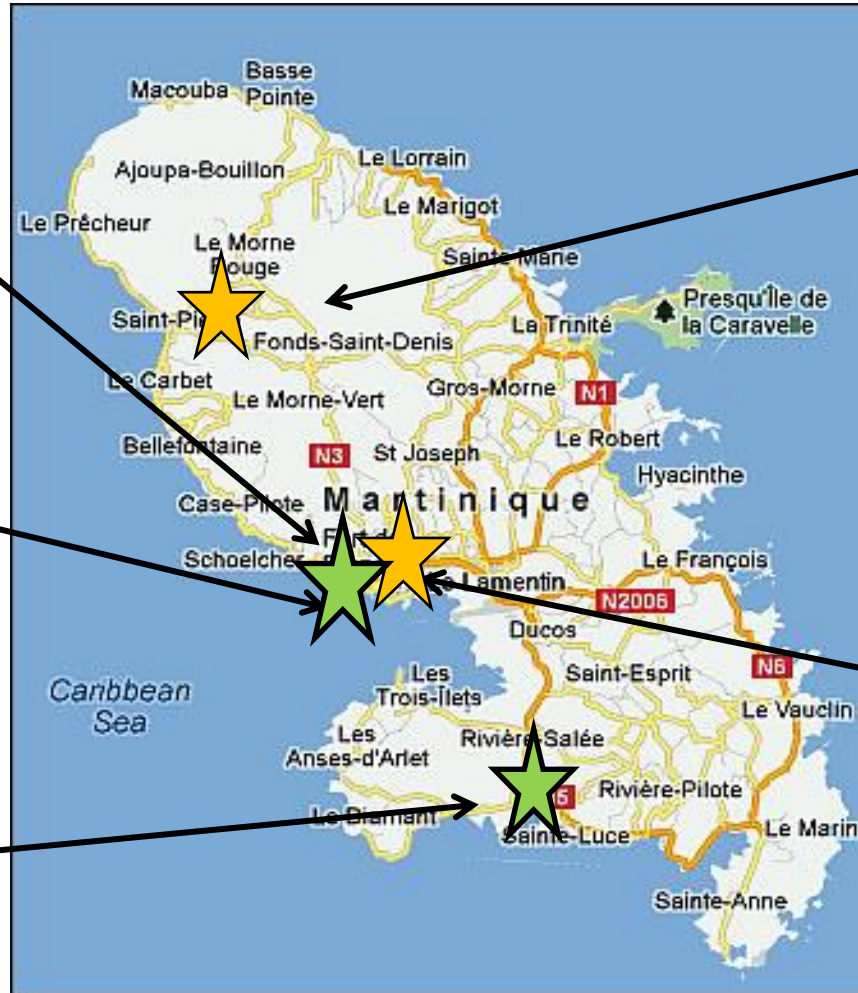 Basse
Macouba Pointe
Ajoupa-Bouillon
Le Lorrain
Le Marigot
Le Prêcheur
Le Morne
Rouge
Sainte Marie
Presqu'Île de
la Caravelle
La Trinité
Fonds-Saint-Denis
Le Carbet
Le Morne-Vert
Gros-Morne
N1
Bellefontaine
N3
St Joseph
Le Robert
Hyacinthe
Case-Pilote
Martinique
Schoelcher
Le François
Lamentin
N2006
Ducos
Saint-Esprit
N6
Caribbean
Sea
Les
Trois-Îlets
Le Vauclin
Les
Anses-d'Arlet
Rivière-Salée
Rivière-Pilote
Le Diamant
Sainte-Luce
Le Marin
Sainte-Anne